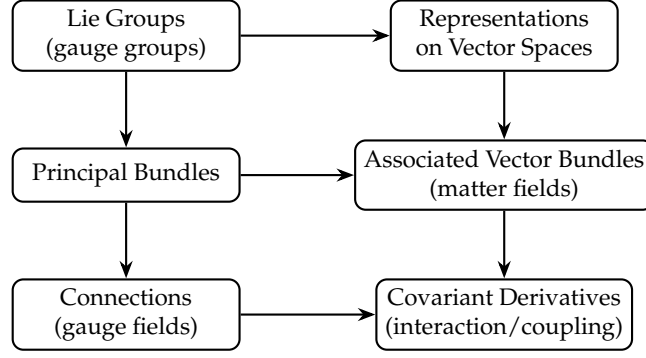 Lie Groups
(gauge groups)
Representations
on Vector Spaces
Principal Bundles
Associated Vector Bundles
(matter fields)
Connections
(gauge fields)
Covariant Derivatives
(interaction/coupling)